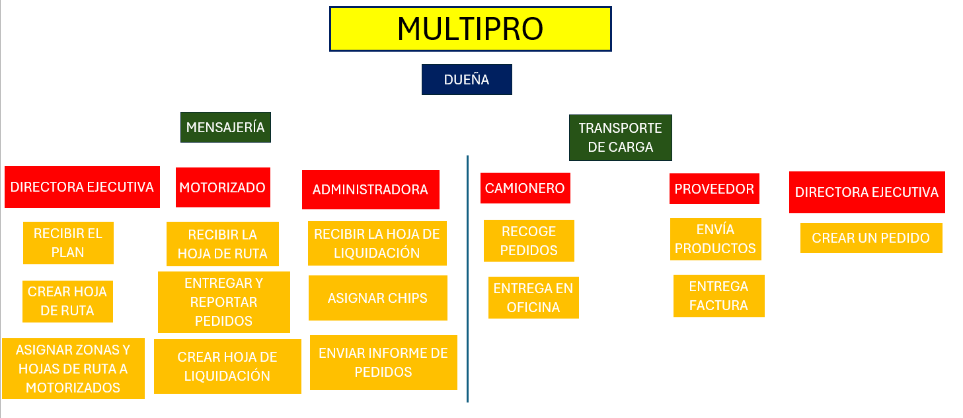 MULTIPRO
DUEÑA
MENSAJERÍA
TRANSPORTE
DE CARGA
DIRECTORA EJECUTIVA
MOTORIZADO
ADMINISTRADORA
CAMIONERO
PROVEEDOR
DIRECTORA EJECUTIVA
RECIBIR EL
PLAN
RECIBIR LA
HOJA DE RUTA
RECIBIR LA HOJA DE
LIQUIDACIÓN
RECOGE
PEDIDOS
ENVÍA
PRODUCTOS
CREAR UN PEDIDO
CREAR HOJA
DE RUTA
ENTREGAR Y
REPORTAR
PEDIDOS
ASIGNAR CHIPS
ENTREGA EN
OFICINA
ENTREGA
FACTURA
ASIGNAR ZONAS Y
HOJAS DE RUTA A
MOTORIZADOS
CREAR HOJA DE
LIQUIDACIÓN
ENVIAR INFORME DE
PEDIDOS